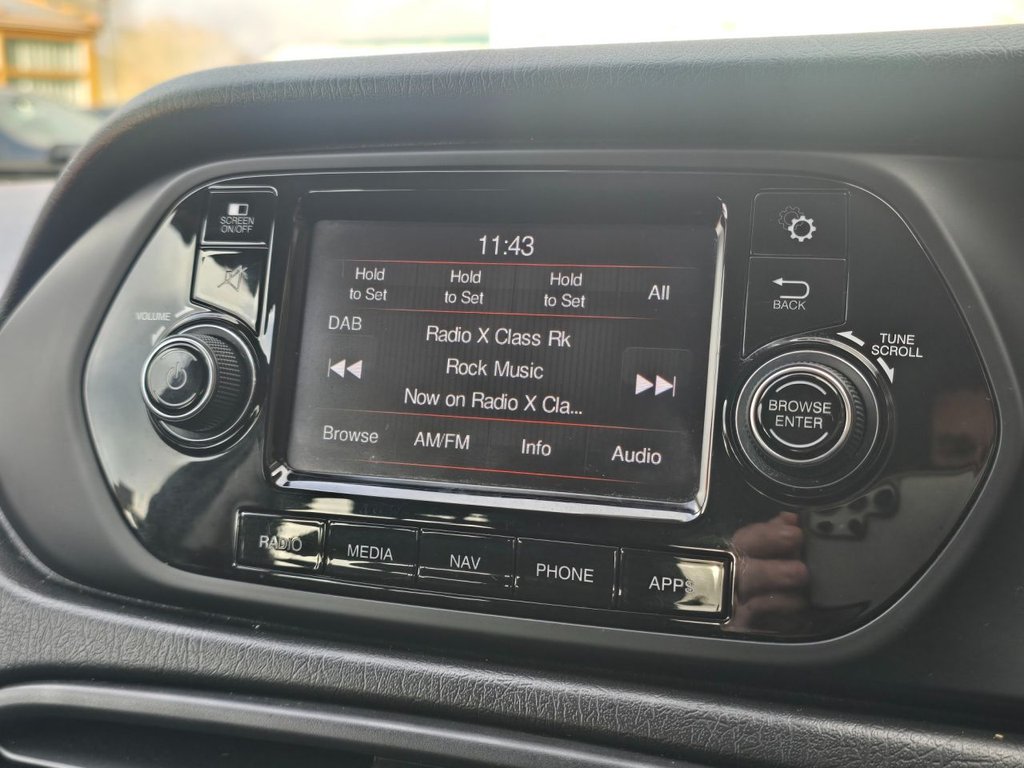 SCREEN
ON/OFF
VOLUME
11:43
Hold
to Set
Hold
to Set
Hold
to Set
All
DAB
Radio X Class Rk
Rock Music
Now on Radio X Cla...
Browse
AM/FM
Info
Audio
BACK
TUNE
SCROLL
BROWSE
ENTER
RADIO
MEDIA
NAV
PHONE
APPS